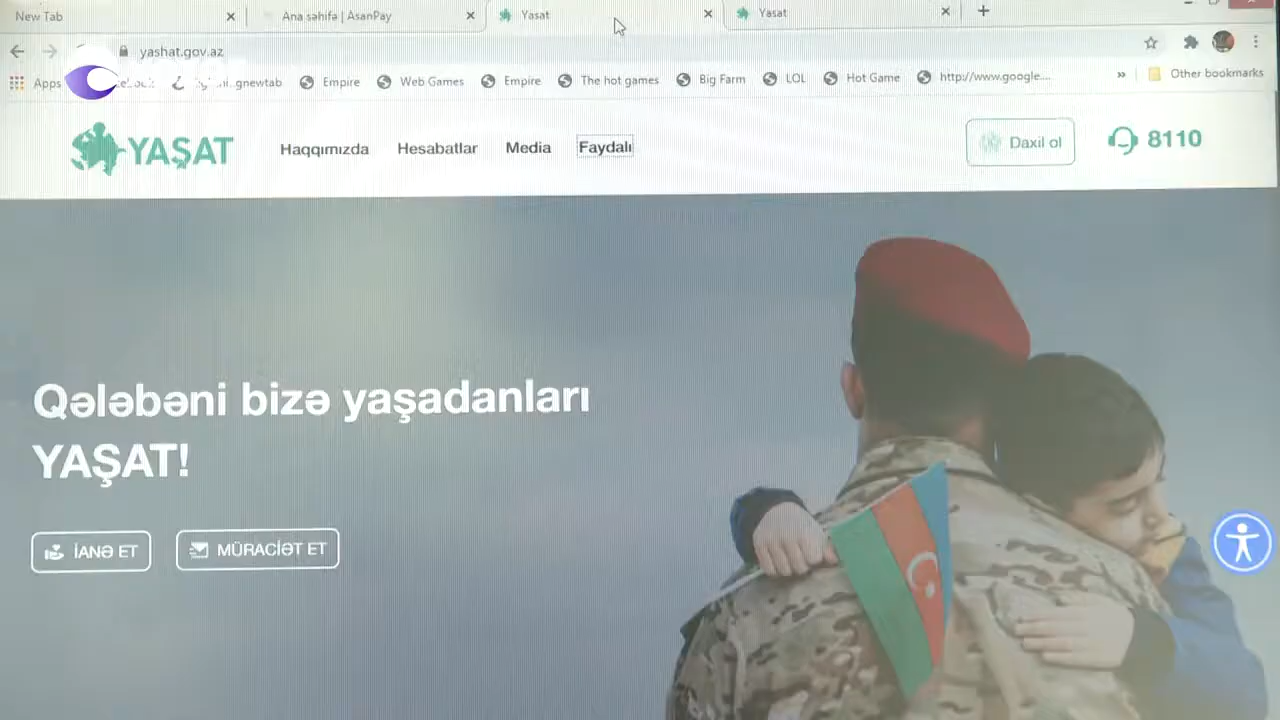 New Tab
Ana səhifə | AsanPay
Yasat
Yasat
yashat.gov.az
Apps
Empire
Web Games
Empire
The hot games
Big Farm
LOL
Hot Game
http://www.google....
Other bookmarks
YAŞAT
Haqqımızda
Hesabatlar
Media
Faydalı
Daxil ol
8110
Qələbəni bizə yaşadanları
YAŞAT!
İANƏ ET
MÜRACİƏT ET